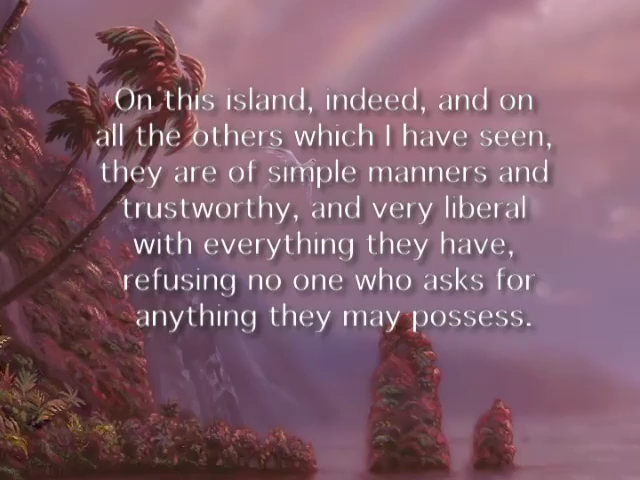 On this island, indeed, and on
all the others which I have seen,
they are of simple manners and
trustworthy, and very liberal
with everything they have,
refusing no one who asks for
anything they may possess.